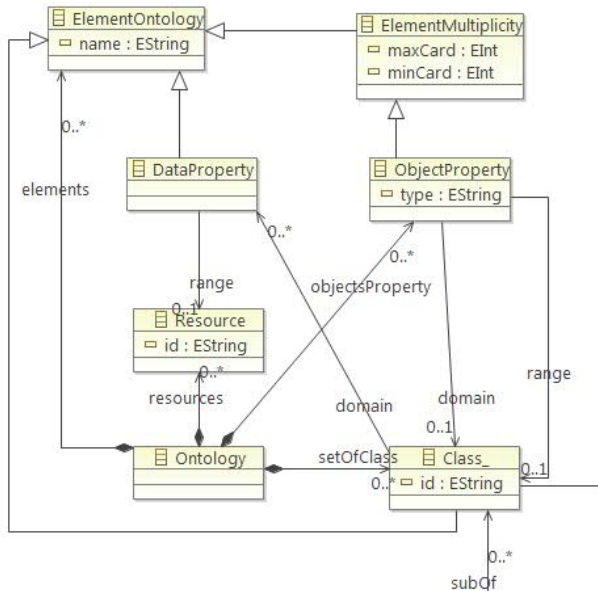 ElementOntology
name : EString
ElementMultiplicity
maxCard : EInt
minCard : EInt
0..*
elements
DataProperty
ObjectProperty
type : EString
0..*
0..*
range
objectsProperty
0..1
Resource
id : EString
range
0..*
resources
domain
domain
0..1
Ontology
setOfClass
Class_
0..1
0..*
id : EString
0..*
subOf